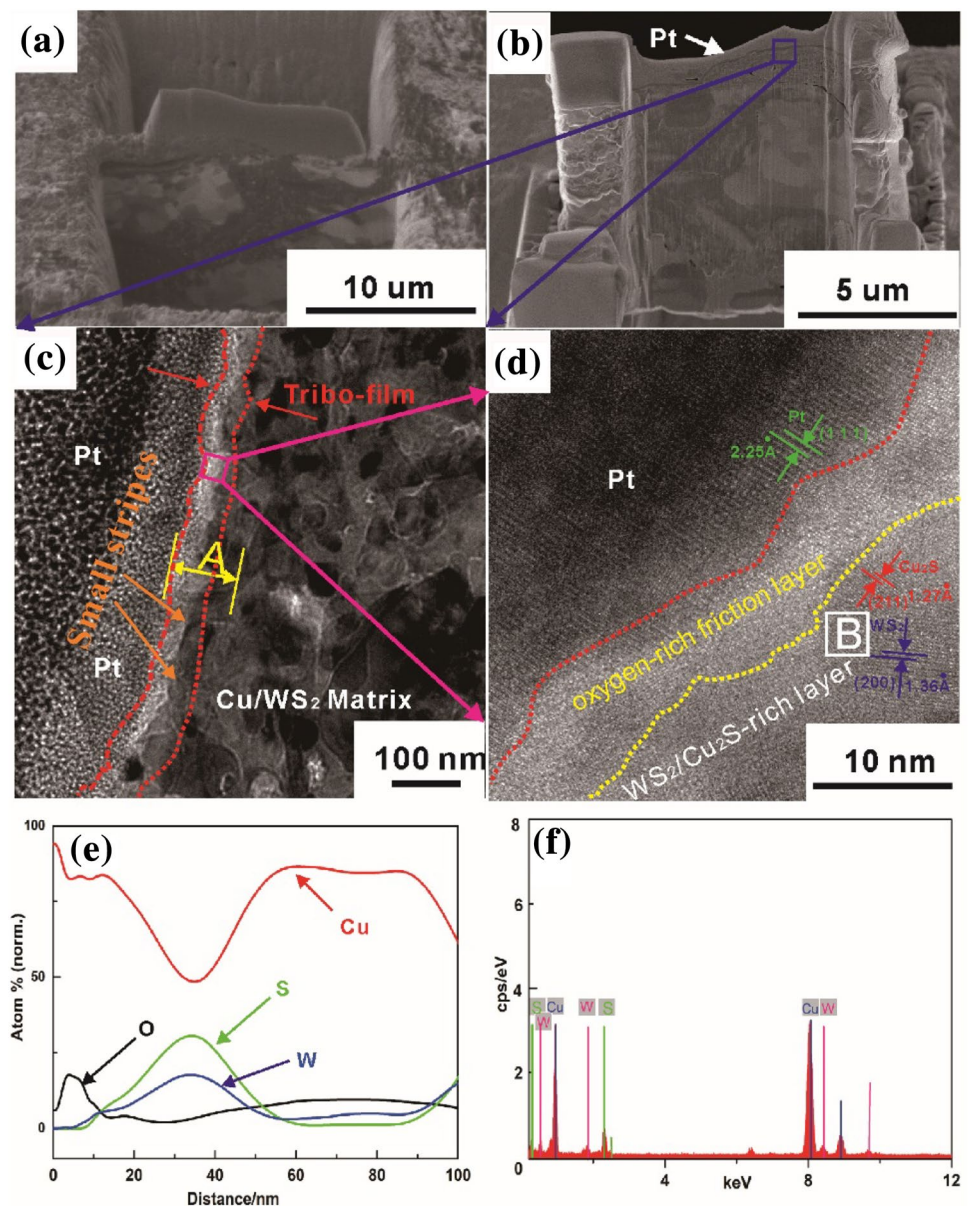 (a)
10 um
(b)
Pt
5 um
(c)
Tribo-film
Pt
Small stripes
A
Pt
Cu/WS₂ Matrix
100 nm
(d)
Pt
2.25Å
(111)
Pt
oxygen-rich friction layer
Cu₂S
(211)
1.27Å
B
WS₂
(200)
1.36Å
WS₂/Cu₂S-rich layer
10 nm
(e)
100
50
0
Atom % (norm.)
Cu
S
O
W
0 20 40 60 80 100
Distance/nm
(f)
8
6
4
2
0
cps/eV
S
W
Cu
W
S
Cu
W
4 8 12
keV